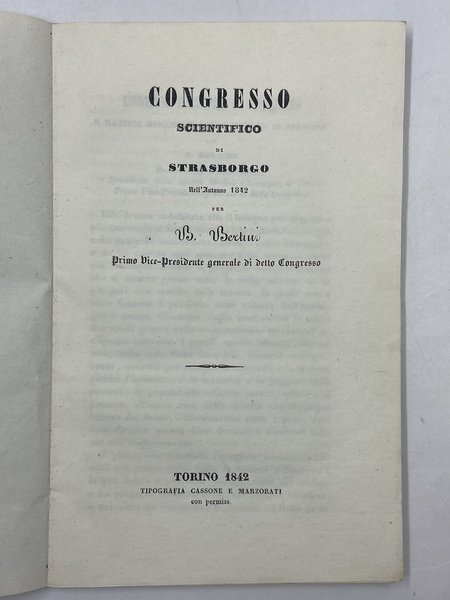 CONGRESSO
SCIENTIFICO
DI
STRASBORGO
Nell'Autunno 1842
PER
B. Bertini
Primo Vice-Presidente generale di detto Congresso
TORINO 1842
TIPOGRAFIA CASSONE E MARZORATI
con permiss.